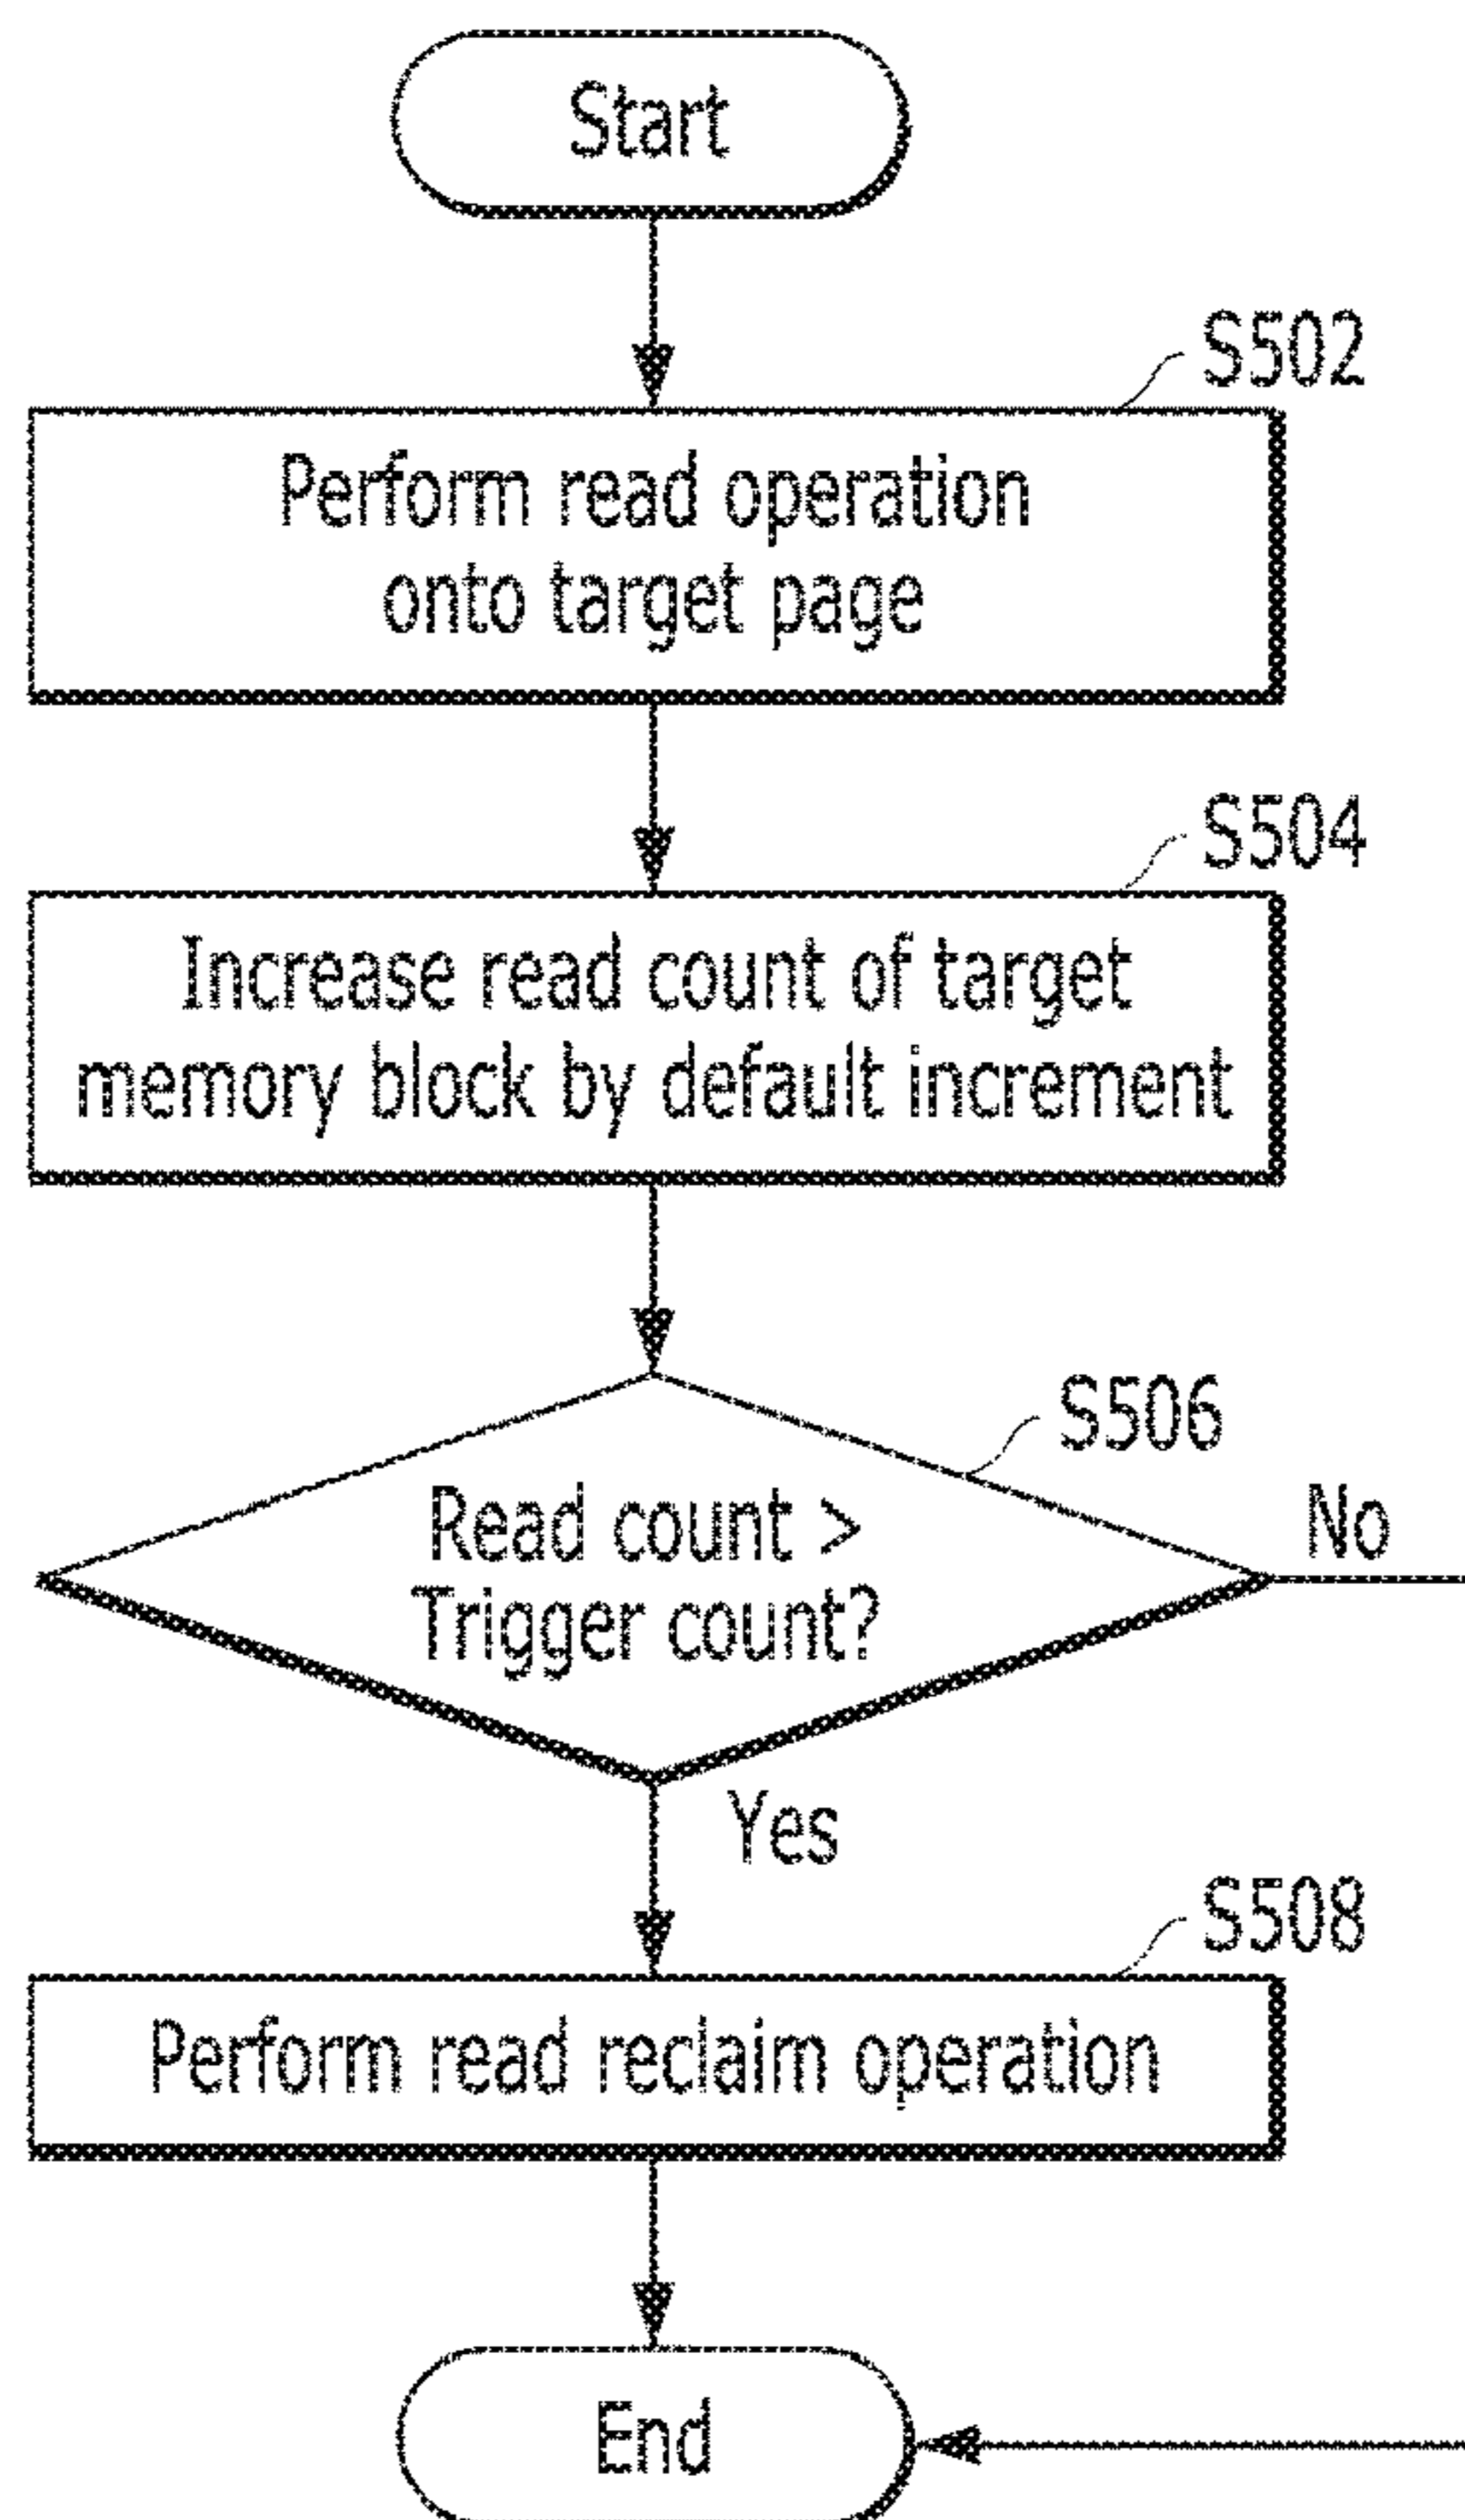 Start
S502
Perform read operation
onto target page
S504
Increase read count of target
memory block by default increment
S506
Read count >
Trigger count?
No
Yes
S508
Perform read reclaim operation
End